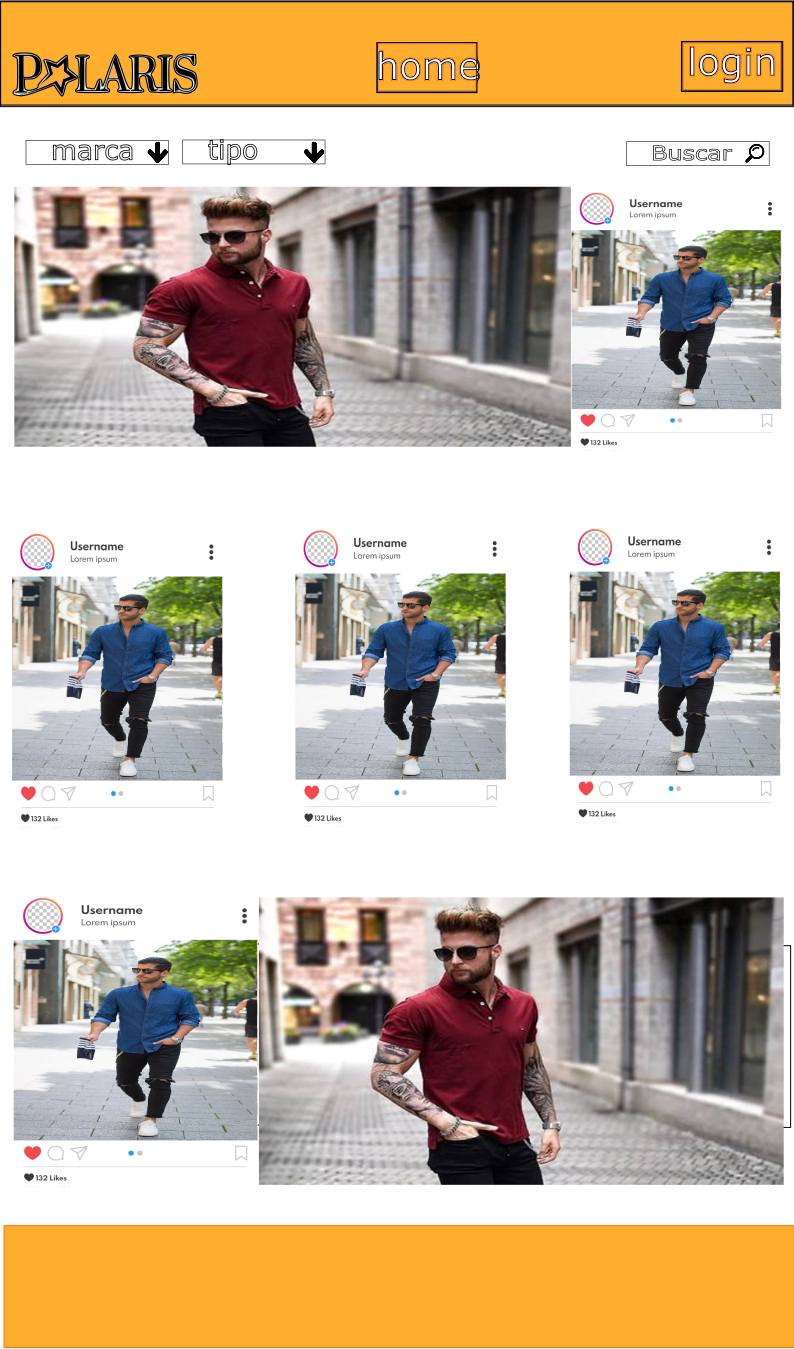 POLARIS
home
login
marca
tipo
Buscar
Username
Lorem ipsum
132 Likes
Username
Lorem ipsum
132 Likes
Username
Lorem ipsum
132 Likes
Username
Lorem ipsum
132 Likes
Username
Lorem ipsum
132 Likes